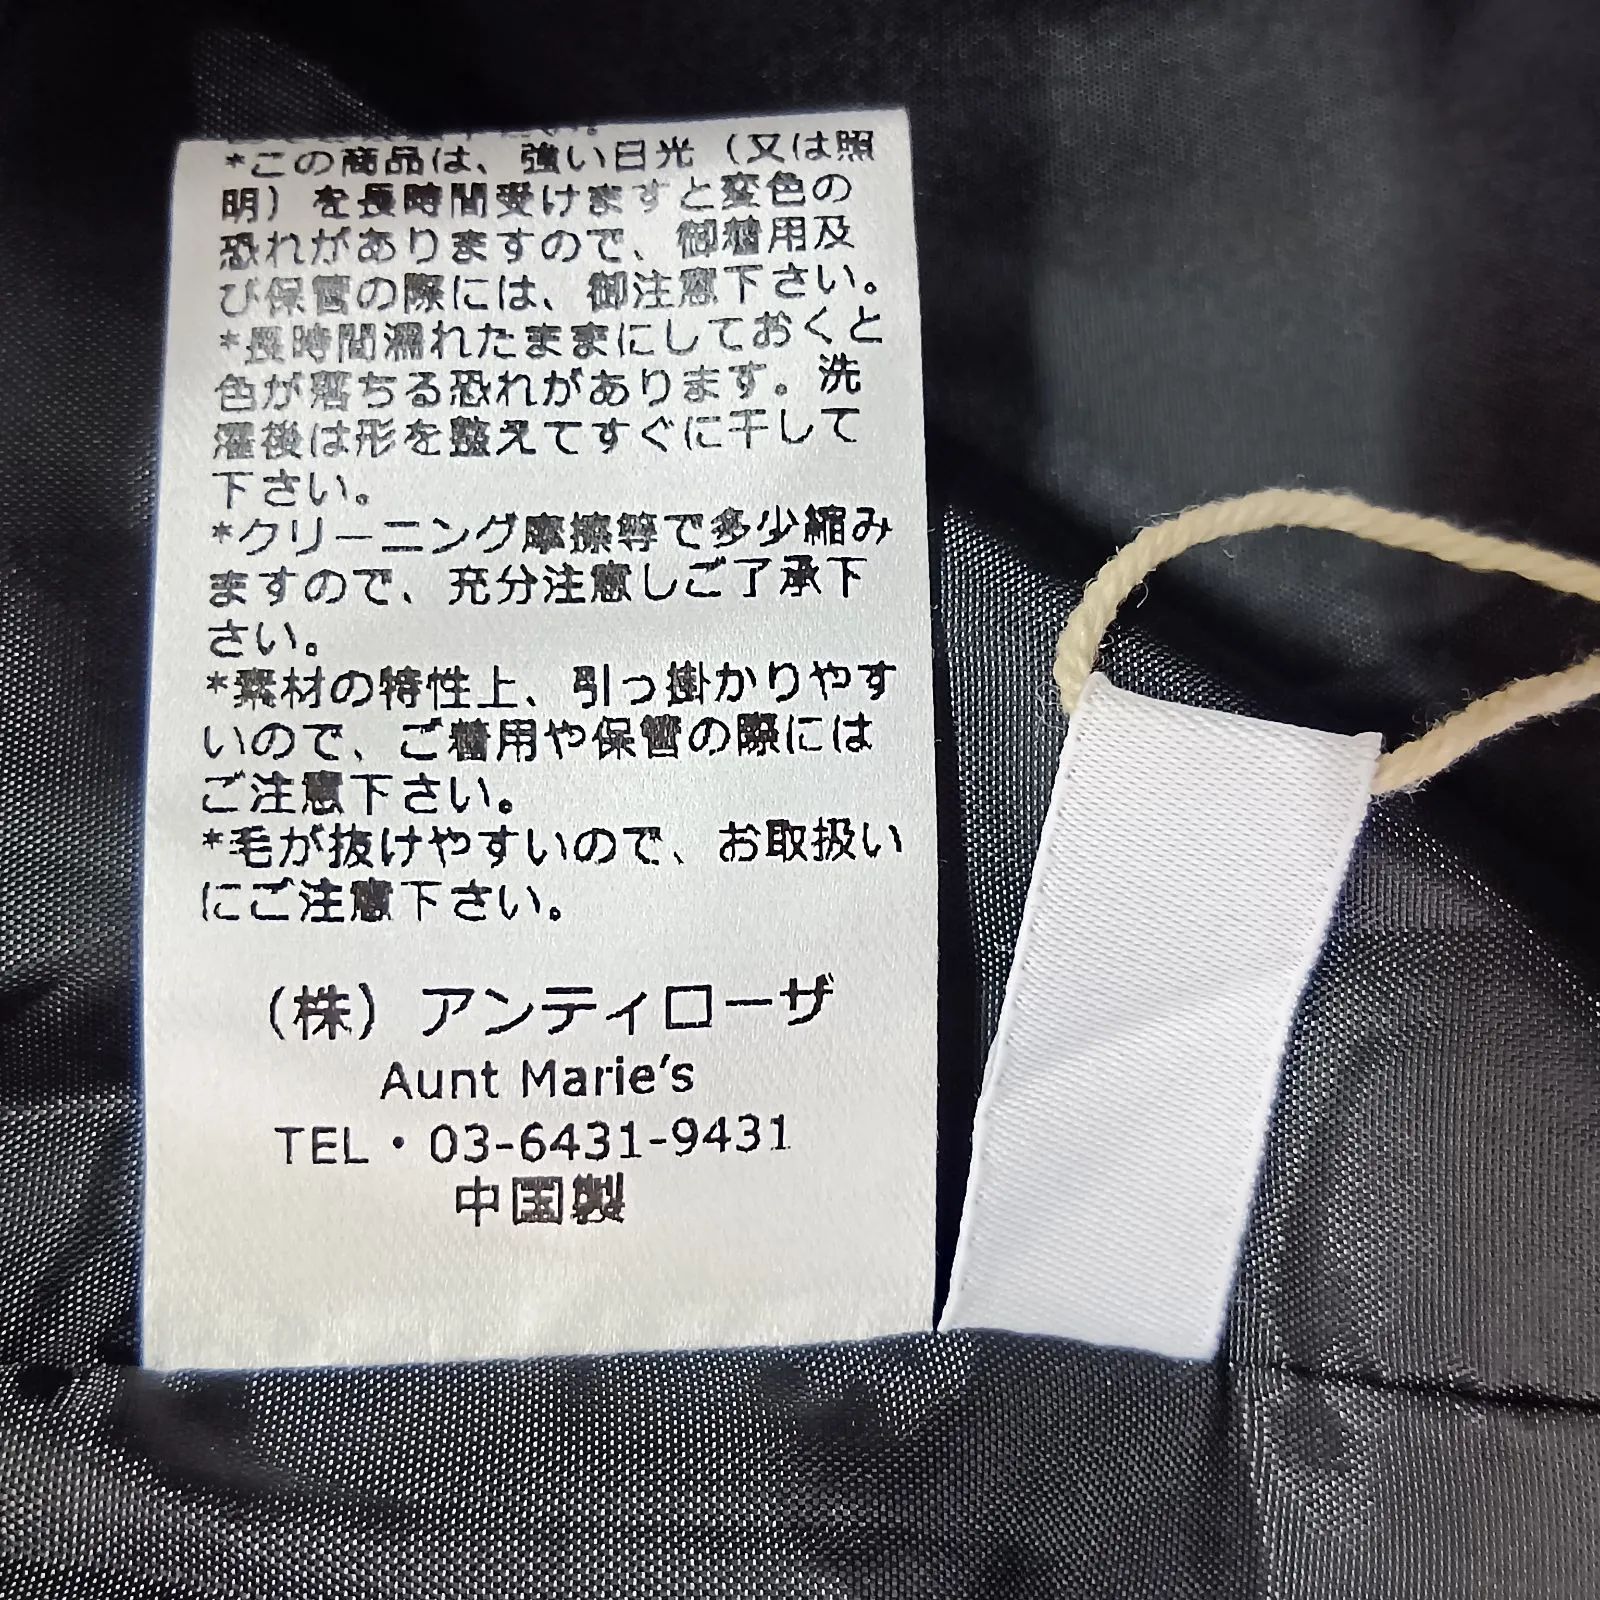 *この商品は、強い日光（又は照
明）を長時間受けますと変色の
恐れがありますので、御着用及
び保管の際には、御注意下さい。
*長時間濡れたままにしておくと
色が落ちる恐れがあります。洗
濯後は形を整えてすぐに干して
下さい。
*クリーニング摩擦等で多少縮み
ますので、充分注意しご了承下
さい。
*素材の特性上、引っ掛かりやす
いので、ご着用や保管の際には
ご注意下さい。
*毛が抜けやすいので、お取扱い
にご注意下さい。
（株）アンティローザ
Aunt Marie's
TEL・03-6431-9431
中国製